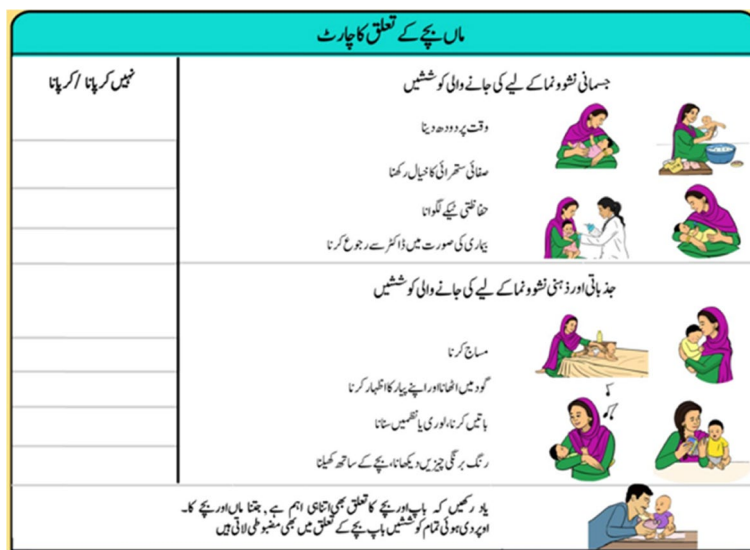 ماں بچے کے تعلق کا چارٹ
جسمانی نشوونما کے لیے کی جانے والی کوششیں
نہیں کر پانا / کر پانا
وقت پر دودھ دینا
صفائی ستھرائی کا خیال رکھنا
حفاظتی ٹیکے لگوانا
بیماری کی صورت میں ڈاکٹر سے رجوع کرنا
جذباتی اور ذہنی نشوونما کے لیے کی جانے والی کوششیں
مساج کرنا
گود میں اٹھانا اور اپنے پیار کا اظہار کرنا
باتیں کرنا، لوری یا نظمیں سنانا
رنگ برنگی چیزیں دیکھانا، بچے کے ساتھ کھیلنا
یاد رکھیں کہ باپ اور بچے کا تعلق بھی اتنا ہی اہم ہے, جتنا ماں اور بچے کا۔
اوپر دی ہوئی تمام کوششیں باپ بچے کے تعلق میں بھی مضبوطی لاتی ہیں